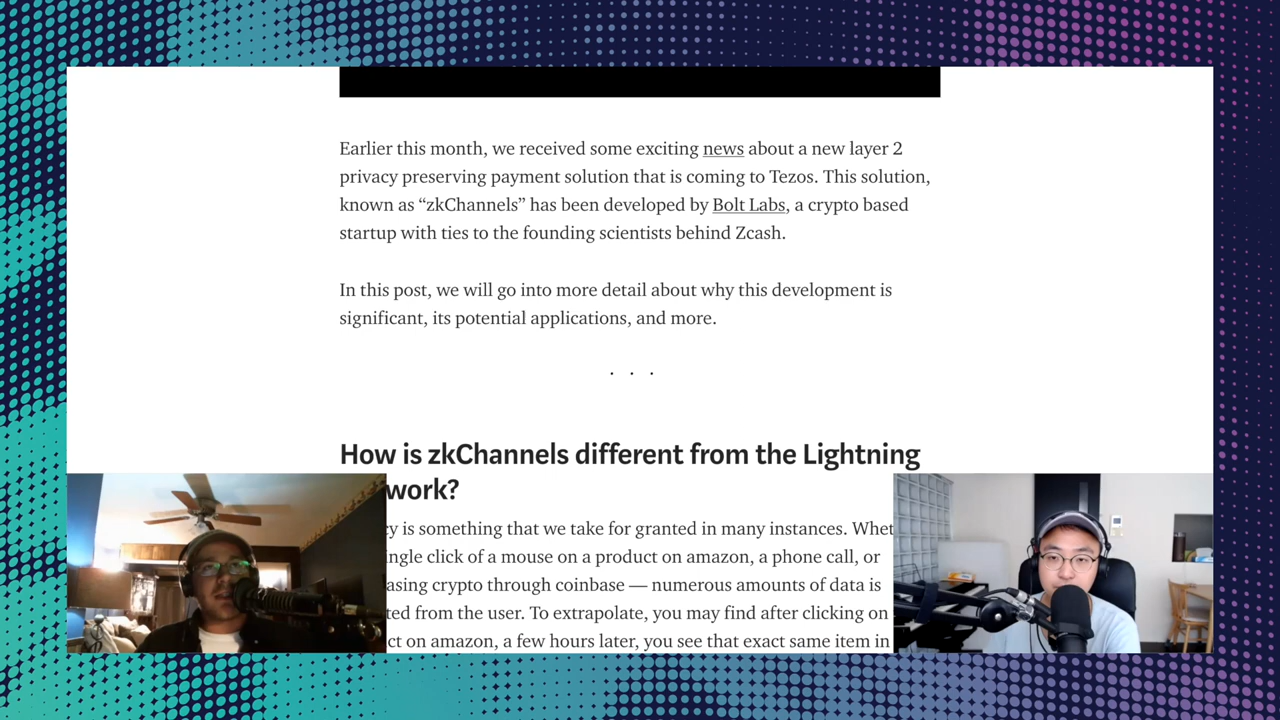 Earlier this month, we received some exciting news about a new layer 2
privacy preserving payment solution that is coming to Tezos. This solution,
known as “zkChannels” has been developed by Bolt Labs, a crypto based
startup with ties to the founding scientists behind Zcash.
In this post, we will go into more detail about why this development is
significant, its potential applications, and more.
. . .
How is zkChannels different from the Lightning
work?
is something that we take for granted in many instances.
click of a mouse on a product on amazon, a phone call, or
crypto through coinbase — numerous amounts of data is
from the user. To extrapolate, you may find after clicking on
on amazon, a few hours later, you see that exact same item in